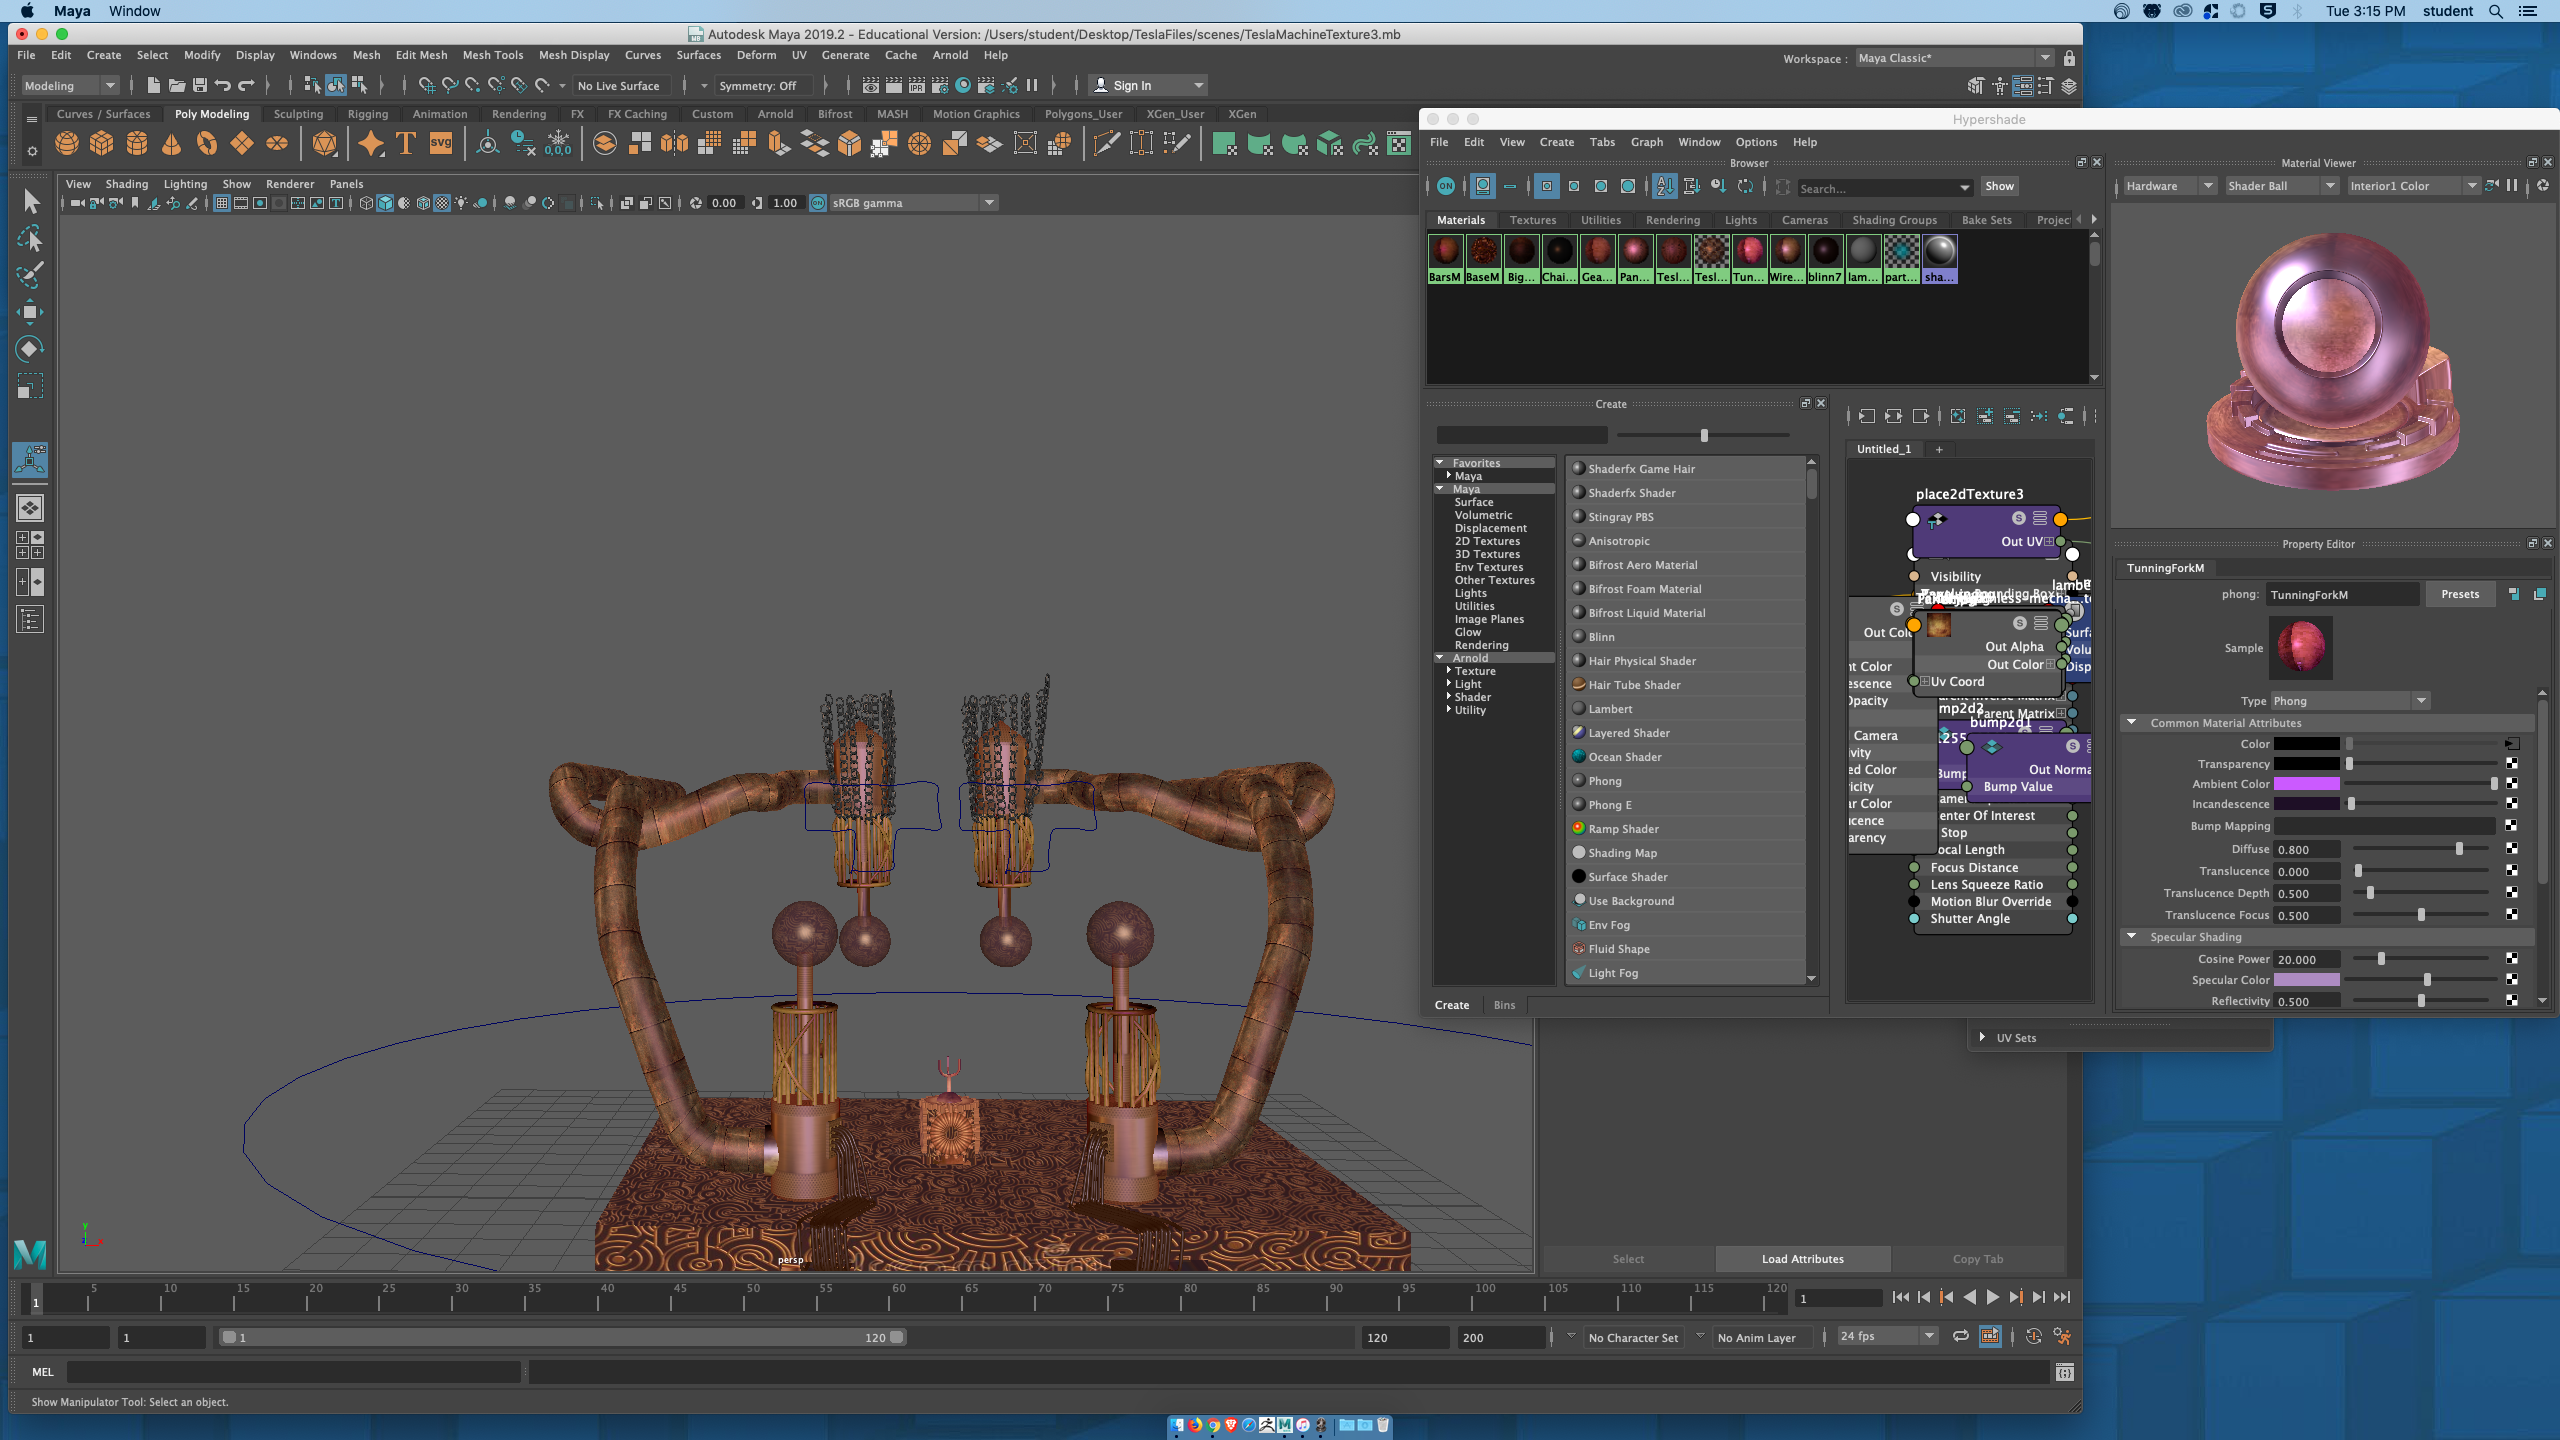 Maya Window
Tue 3:15 PM student
Autodesk Maya 2019.2 - Educational Version: /Users/student/Desktop/TeslaFiles/scenes/TeslaMachineTexture3.mb
File Edit Create Select Modify Display Windows Mesh Edit Mesh Mesh Tools Mesh Display Curves Surfaces Deform UV Generate Cache Arnold Help
Workspace : Maya Classic*
Modeling No Live Surface Symmetry: Off Sign In
Curves / Surfaces Poly Modeling Sculpting Rigging Animation Rendering FX FX Caching Custom Arnold Bifrost MASH Motion Graphics Polygons_User XGen_User XGen
SVG
0,0,0
View Shading Lighting Show Renderer Panels
0.00 1.00 sRGB gamma
persp
Hypershade
File Edit View Create Tabs Graph Window Options Help
Browser
ON Search... Show
Materials Textures Utilities Rendering Lights Cameras Shading Groups Bake Sets Projec
BarsM BaseM Big... Chai... Gea... Pan... Tesl... Tesl... Tun... Wire... blinn7 lam... part... sha...
Create
Favorites
Maya
Maya
Surface
Volumetric
Displacement
2D Textures
3D Textures
Env Textures
Other Textures
Lights
Utilities
Image Planes
Glow
Rendering
Arnold
Texture
Light
Shader
Utility
Shaderfx Game Hair
Shaderfx Shader
Stingray PBS
Anisotropic
Bifrost Aero Material
Bifrost Foam Material
Bifrost Liquid Material
Blinn
Hair Physical Shader
Hair Tube Shader
Lambert
Layered Shader
Ocean Shader
Phong
Phong E
Ramp Shader
Shading Map
Surface Shader
Use Background
Env Fog
Fluid Shape
Light Fog
Create Bins
Untitled_1 +
place2dTexture3
Out UV
Visibility
Out Alpha
Out Color
Uv Coord
Parent Matrix
bump2d1
Out Norma
Bump Value
Center Of Interest
Stop
Focal Length
Focus Distance
Lens Squeeze Ratio
Motion Blur Override
Shutter Angle
Material Viewer
Hardware Shader Ball Interior1 Color
Property Editor
TunningForkM
phong: TunningForkM Presets
Sample
Type Phong
Common Material Attributes
Color
Transparency
Ambient Color
Incandescence
Bump Mapping
Diffuse 0.800
Translucence 0.000
Translucence Depth 0.500
Translucence Focus 0.500
Specular Shading
Cosine Power 20.000
Specular Color
Reflectivity 0.500
UV Sets
Select Load Attributes Copy Tab
5 10 15 20 25 30 35 40 45 50 55 60 65 70 75 80 85 90 95 100 105 110 115 120
1 1
1 1 1 120 120 200 No Character Set No Anim Layer 24 fps
MEL
Show Manipulator Tool: Select an object.